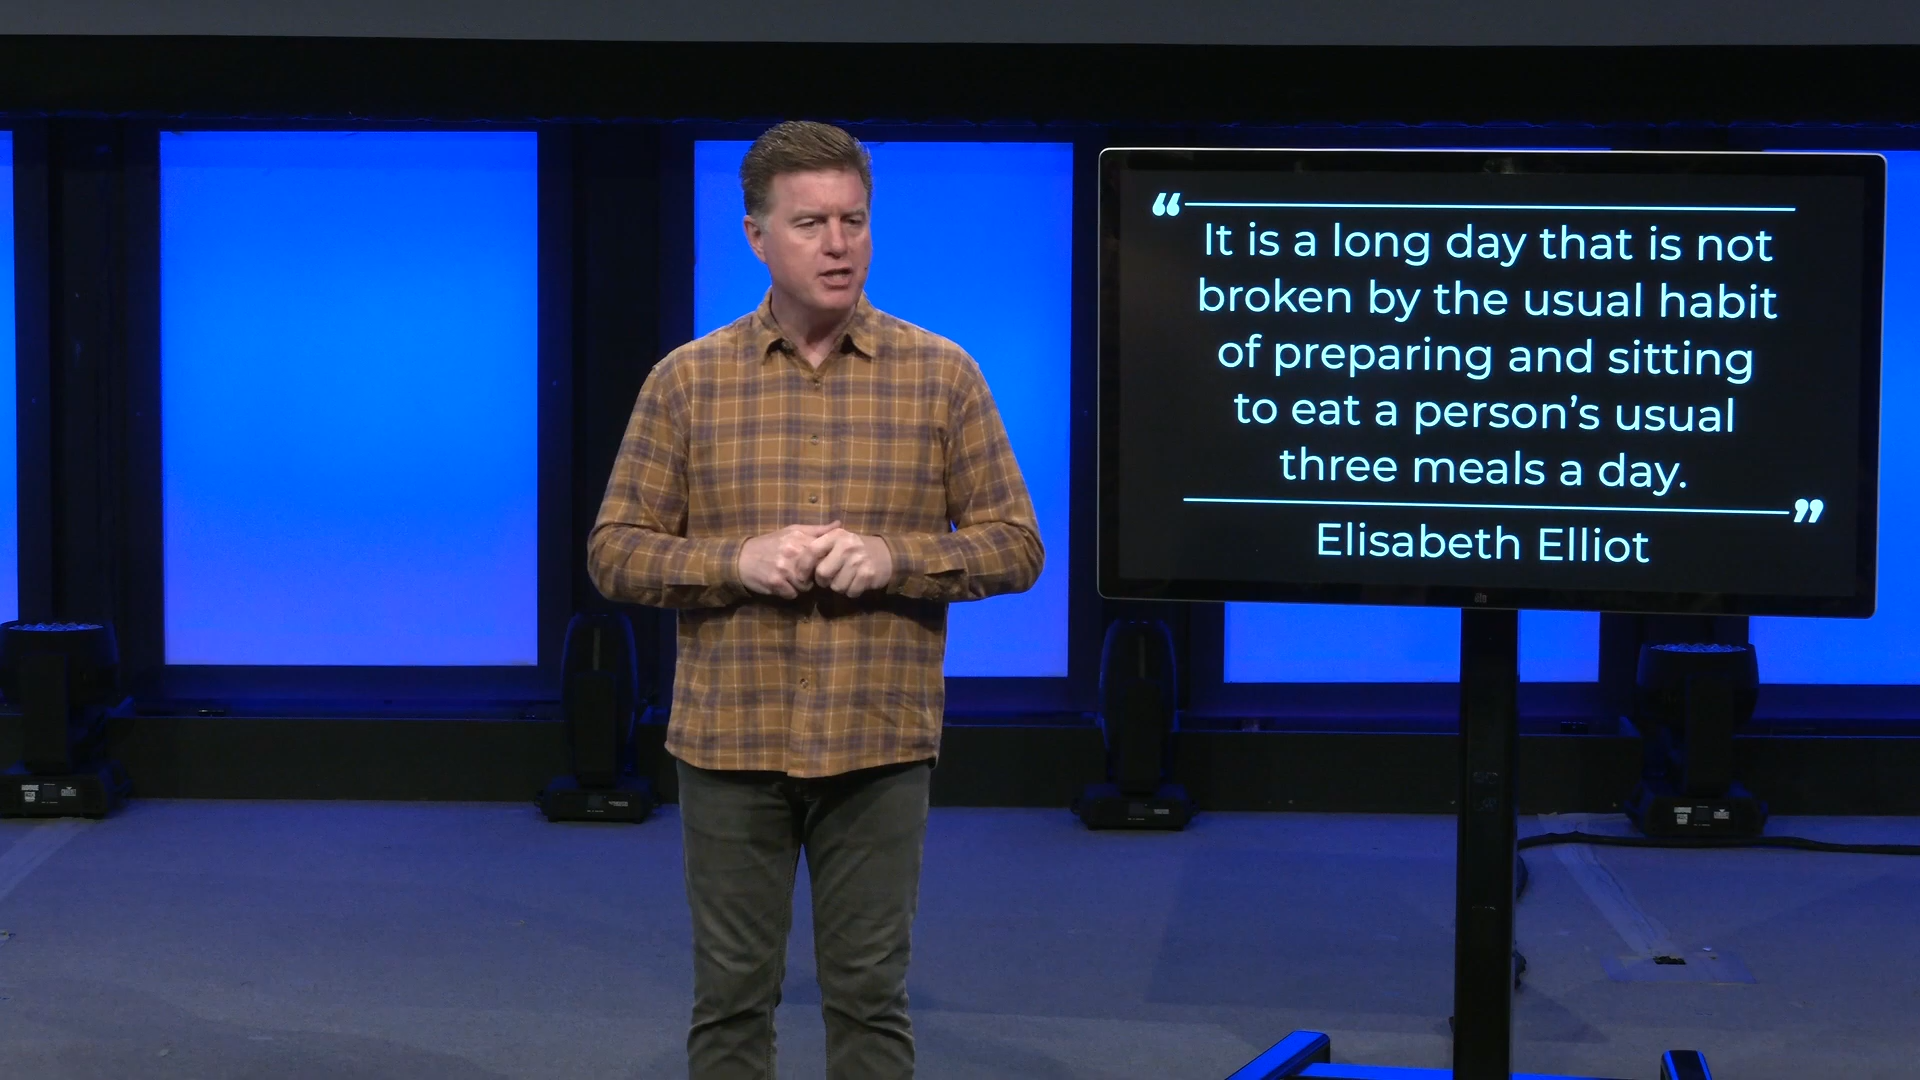 “
It is a long day that is not
broken by the usual habit
of preparing and sitting
to eat a person’s usual
three meals a day.
”
Elisabeth Elliot